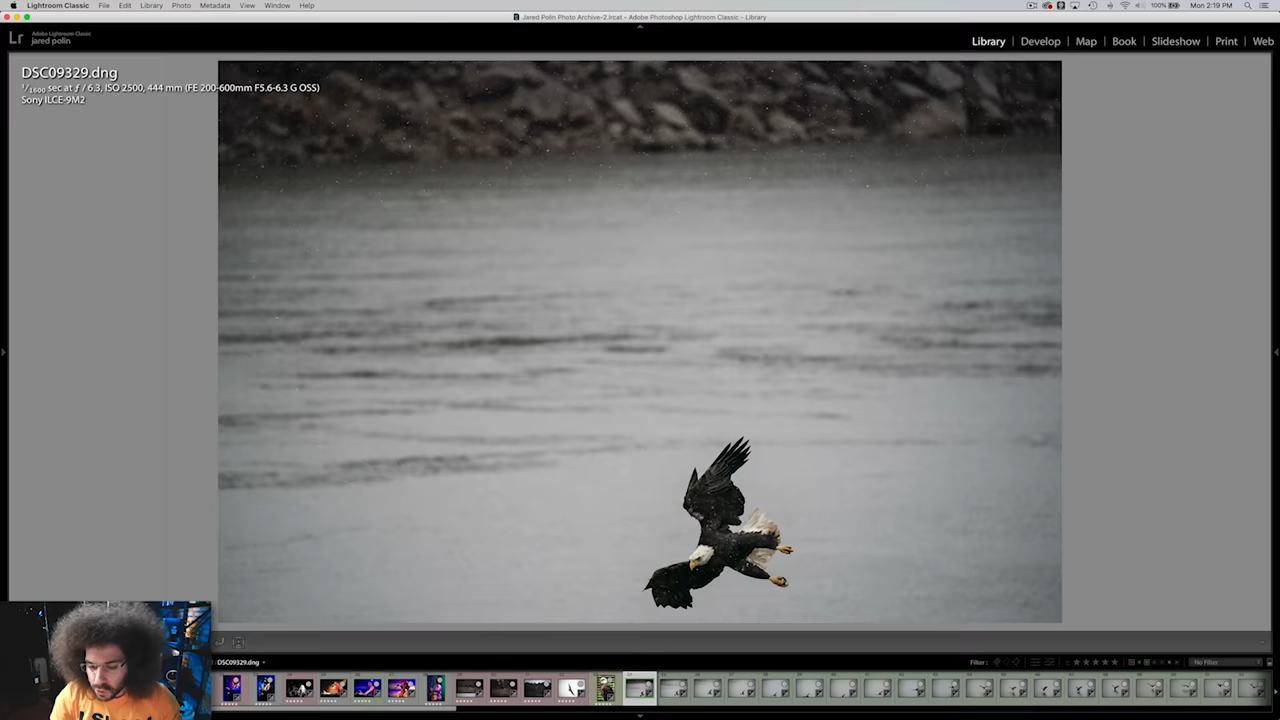 Lightroom Classic File Edit Library Photo Metadata View Window Help 100% Mon 2:19 PM
Jared Polin Photo Archive-2.lrcat - Adobe Photoshop Lightroom Classic - Library
Lr Adobe Lightroom Classic
jared polin
Library | Develop | Map | Book | Slideshow | Print | Web
DSC09329.dng
1/1600 sec at ƒ / 6.3, ISO 2500, 444 mm (FE 200-600mm F5.6-6.3 G OSS)
Sony ILCE-9M2
DSC09329.dng
Filter:
No Filter
I Shoot